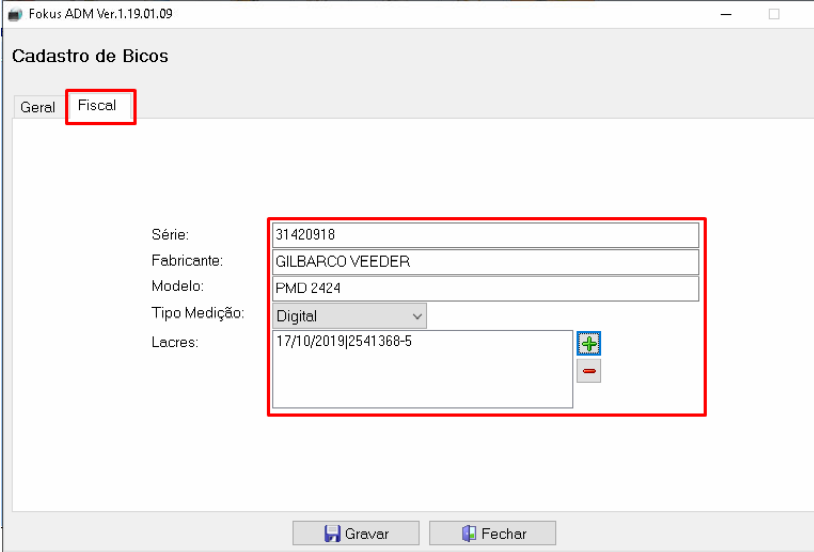 Fokus ADM Ver.1.19.01.09
Cadastro de Bicos
Geral Fiscal
Série: 31420918
Fabricante: GILBARCO VEEDER
Modelo: PMD 2424
Tipo Medição: Digital
Lacres: 17/10/2019|2541368-5
Gravar Fechar